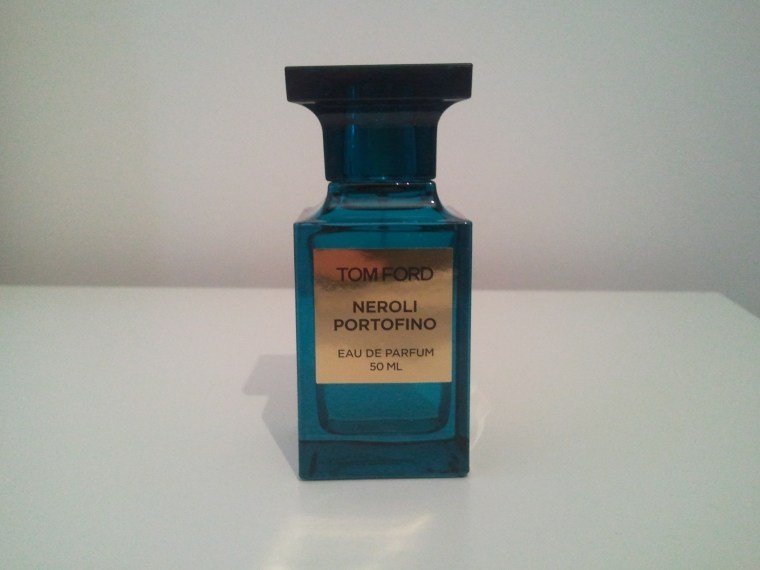 TOM FORD
NEROLI
PORTOFINO
EAU DE PARFUM
50 ML